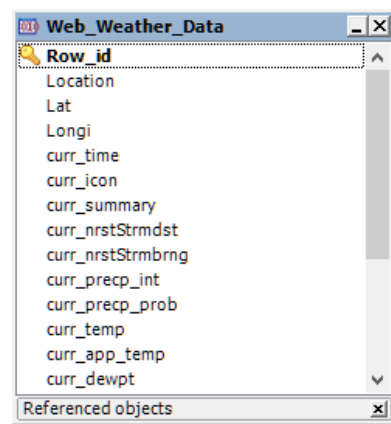 Web_Weather_Data
Row_id
Location
Lat
Longi
curr_time
curr_icon
curr_summary
curr_nrstStrmdst
curr_nrstStrmbrng
curr_precp_int
curr_precp_prob
curr_temp
curr_app_temp
curr_dewpt
Referenced objects